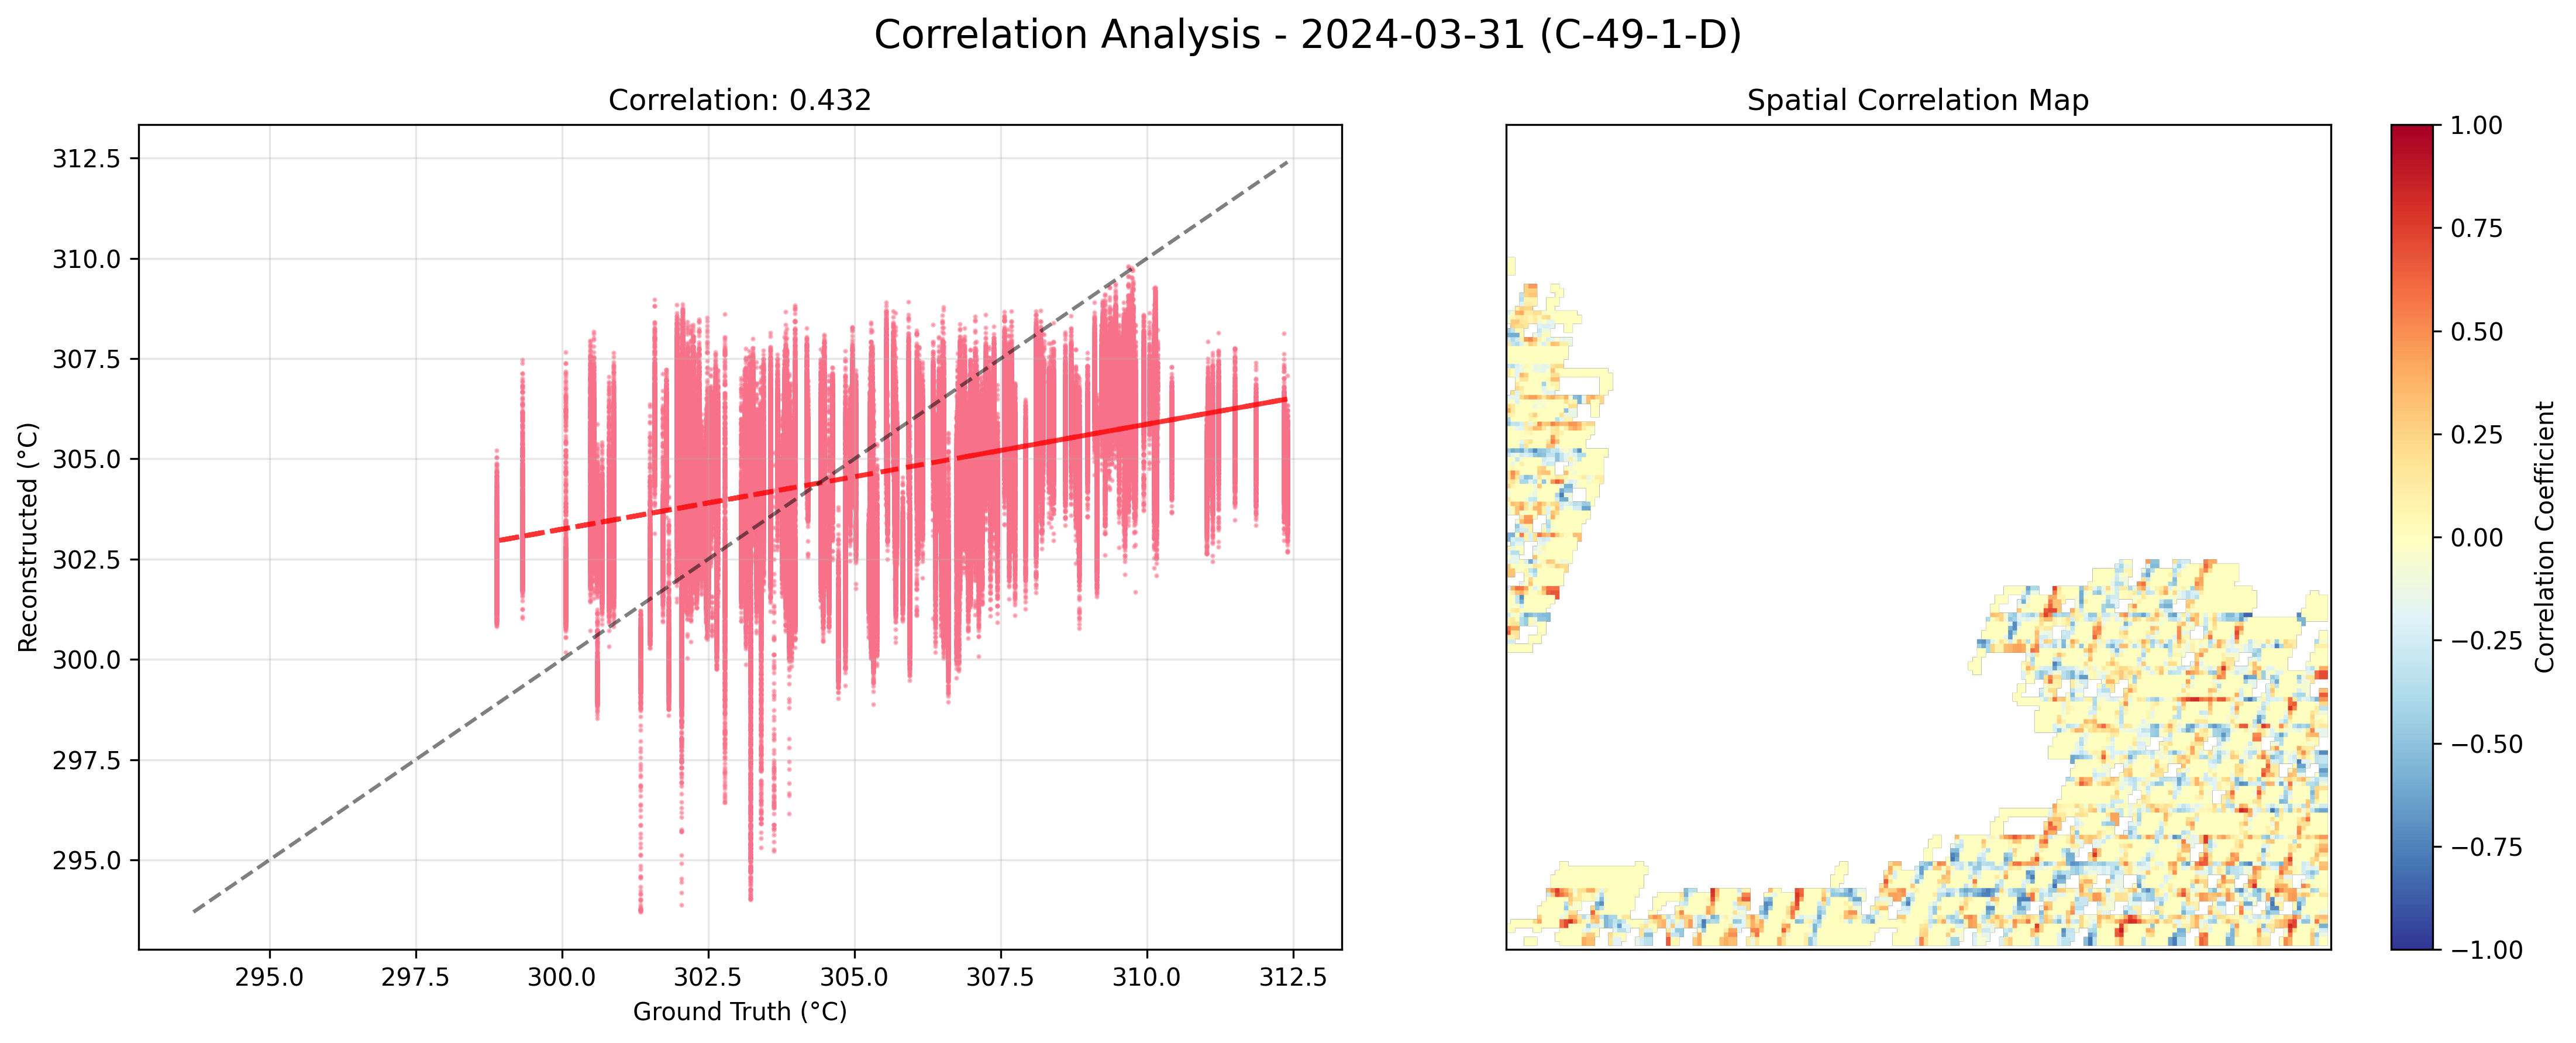 Correlation Analysis - 2024-03-31 (C-49-1-D)
Correlation: 0.432
312.5
310.0
307.5
305.0
302.5
300.0
297.5
295.0
Reconstructed (°C)
295.0 297.5 300.0 302.5 305.0 307.5 310.0 312.5
Ground Truth (°C)
Spatial Correlation Map
1.00
0.75
0.50
0.25
0.00
−0.25
−0.50
−0.75
−1.00
Correlation Coefficient